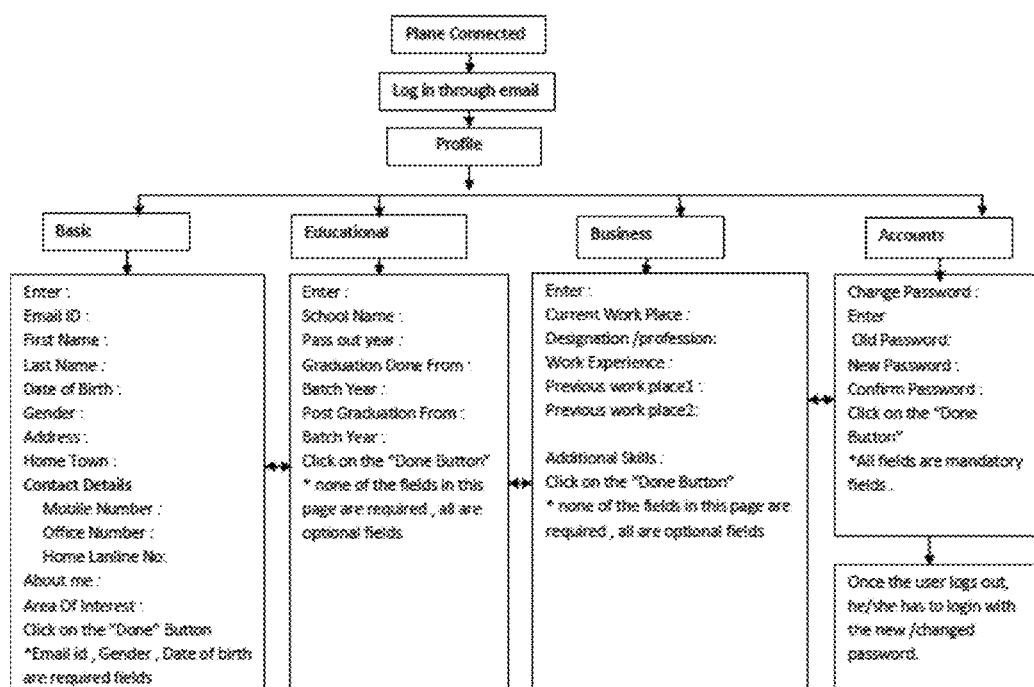 Plane Connected
Log in through email
Profile
Basic
Educational
Business
Accounts
Enter :
Email ID :
First Name :
Last Name :
Date of Birth :
Gender :
Address :
Home Town :
Contact Details
Mobile Number :
Office Number :
Home Lanline No:
About me :
Area Of Interest :
Click on the "Done" Button
*Email id , Gender , Date of birth
are required fields
Enter :
School Name :
Pass out year :
Graduation Done From :
Batch Year :
Post Graduation From :
Batch Year :
Click on the "Done Button"
* none of the fields in this
page are required , all are
optional fields
Enter :
Current Work Place :
Designation /profession:
Work Experience :
Previous work place1 :
Previous work place2:
Additional Skills :
Click on the "Done Button"
* none of the fields in this page are
required , all are optional fields
Change Password :
Enter
Old Password:
New Password :
Confirm Password :
Click on the "Done
Button"
*All fields are mandatory
fields .
Once the user logs out,
he/she has to login with
the new /changed
password.